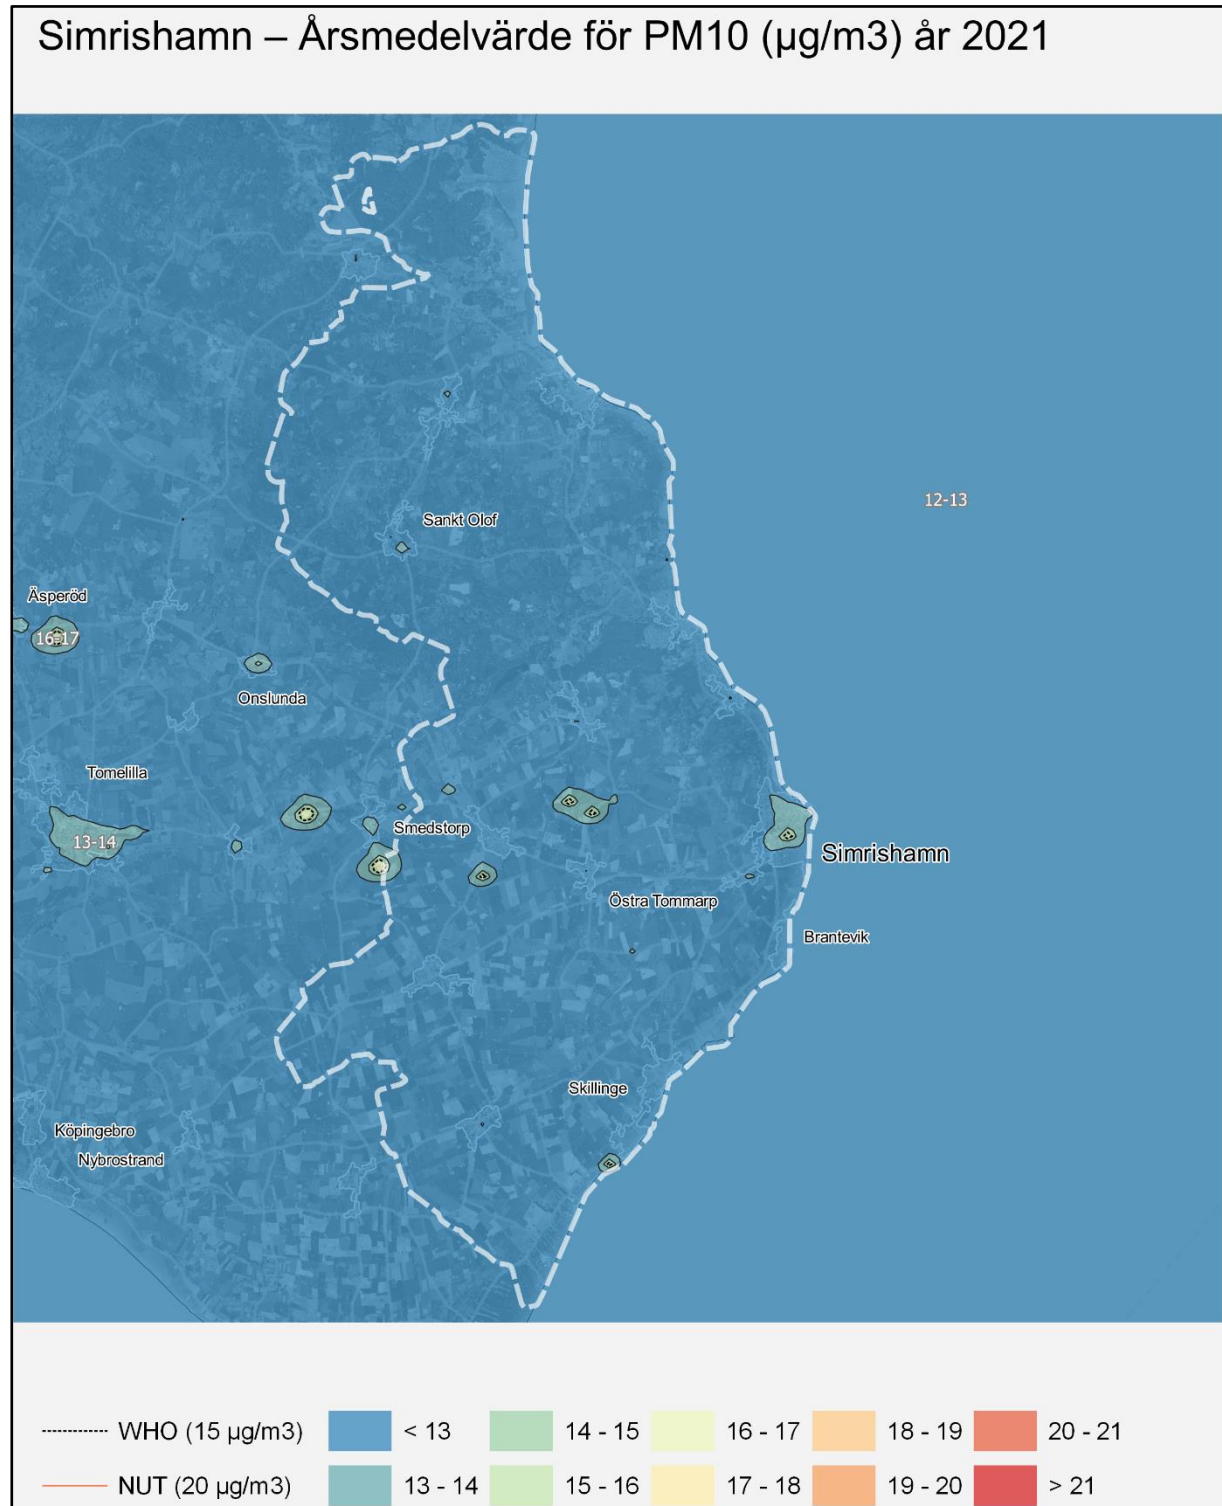 Simrishamn – Årsmedelvärde för PM10 (µg/m3) år 2021
12-13
Sankt Olof
Äsperöd
16-17
Onslunda
Tomelilla
13-14
Smedstorp
Simrishamn
Östra Tommarp
Brantevik
Skillinge
Köpingebro
Nybrostrand
WHO (15 µg/m3)
< 13
14 - 15
16 - 17
18 - 19
20 - 21
NUT (20 µg/m3)
13 - 14
15 - 16
17 - 18
19 - 20
> 21